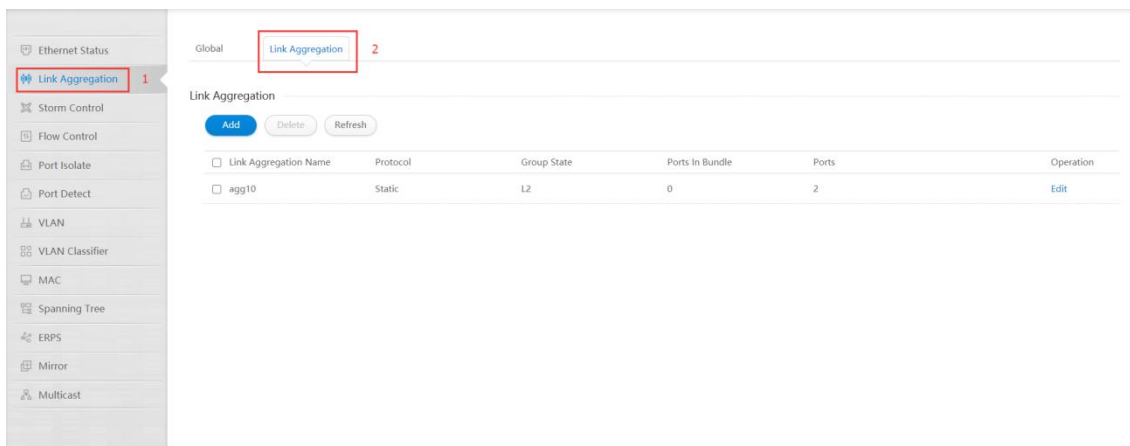 Ethernet Status
Link Aggregation 1
Storm Control
Flow Control
Port Isolate
Port Detect
VLAN
VLAN Classifier
MAC
Spanning Tree
ERPS
Mirror
Multicast
Global Link Aggregation 2
Link Aggregation
Add Delete Refresh
Link Aggregation Name Protocol Group State Ports In Bundle Ports Operation
agg10 Static L2 0 2 Edit